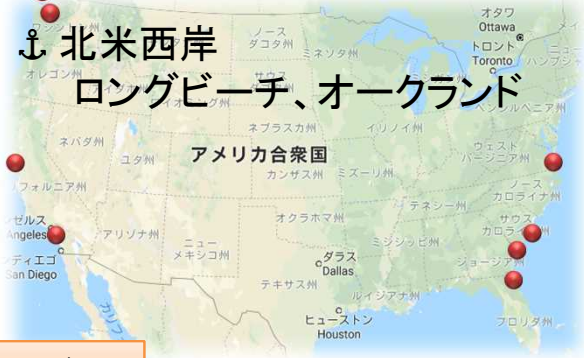 ⚓ 北米西岸
ロングビーチ、オークランド
オタワ
Ottawa
トロント
Toronto
ノース
ダコタ州
ミネソタ州
オレゴン州
ネブラスカ州
イリノイ州
ペンシルベニア州
ネバダ州
ユタ州
アメリカ合衆国
カンザス州
ミズーリ州
ウェスト
バージニア州
ノース
カロライナ州
テネシー州
オクラホマ州
アリゾナ州
ニュー
メキシコ州
ミシシッピ州
サウス
カロライナ州
ジョージア州
Angeles
San Diego
ダラス
Dallas
テキサス州
ルイジアナ州
ヒューストン
Houston
フロリダ州